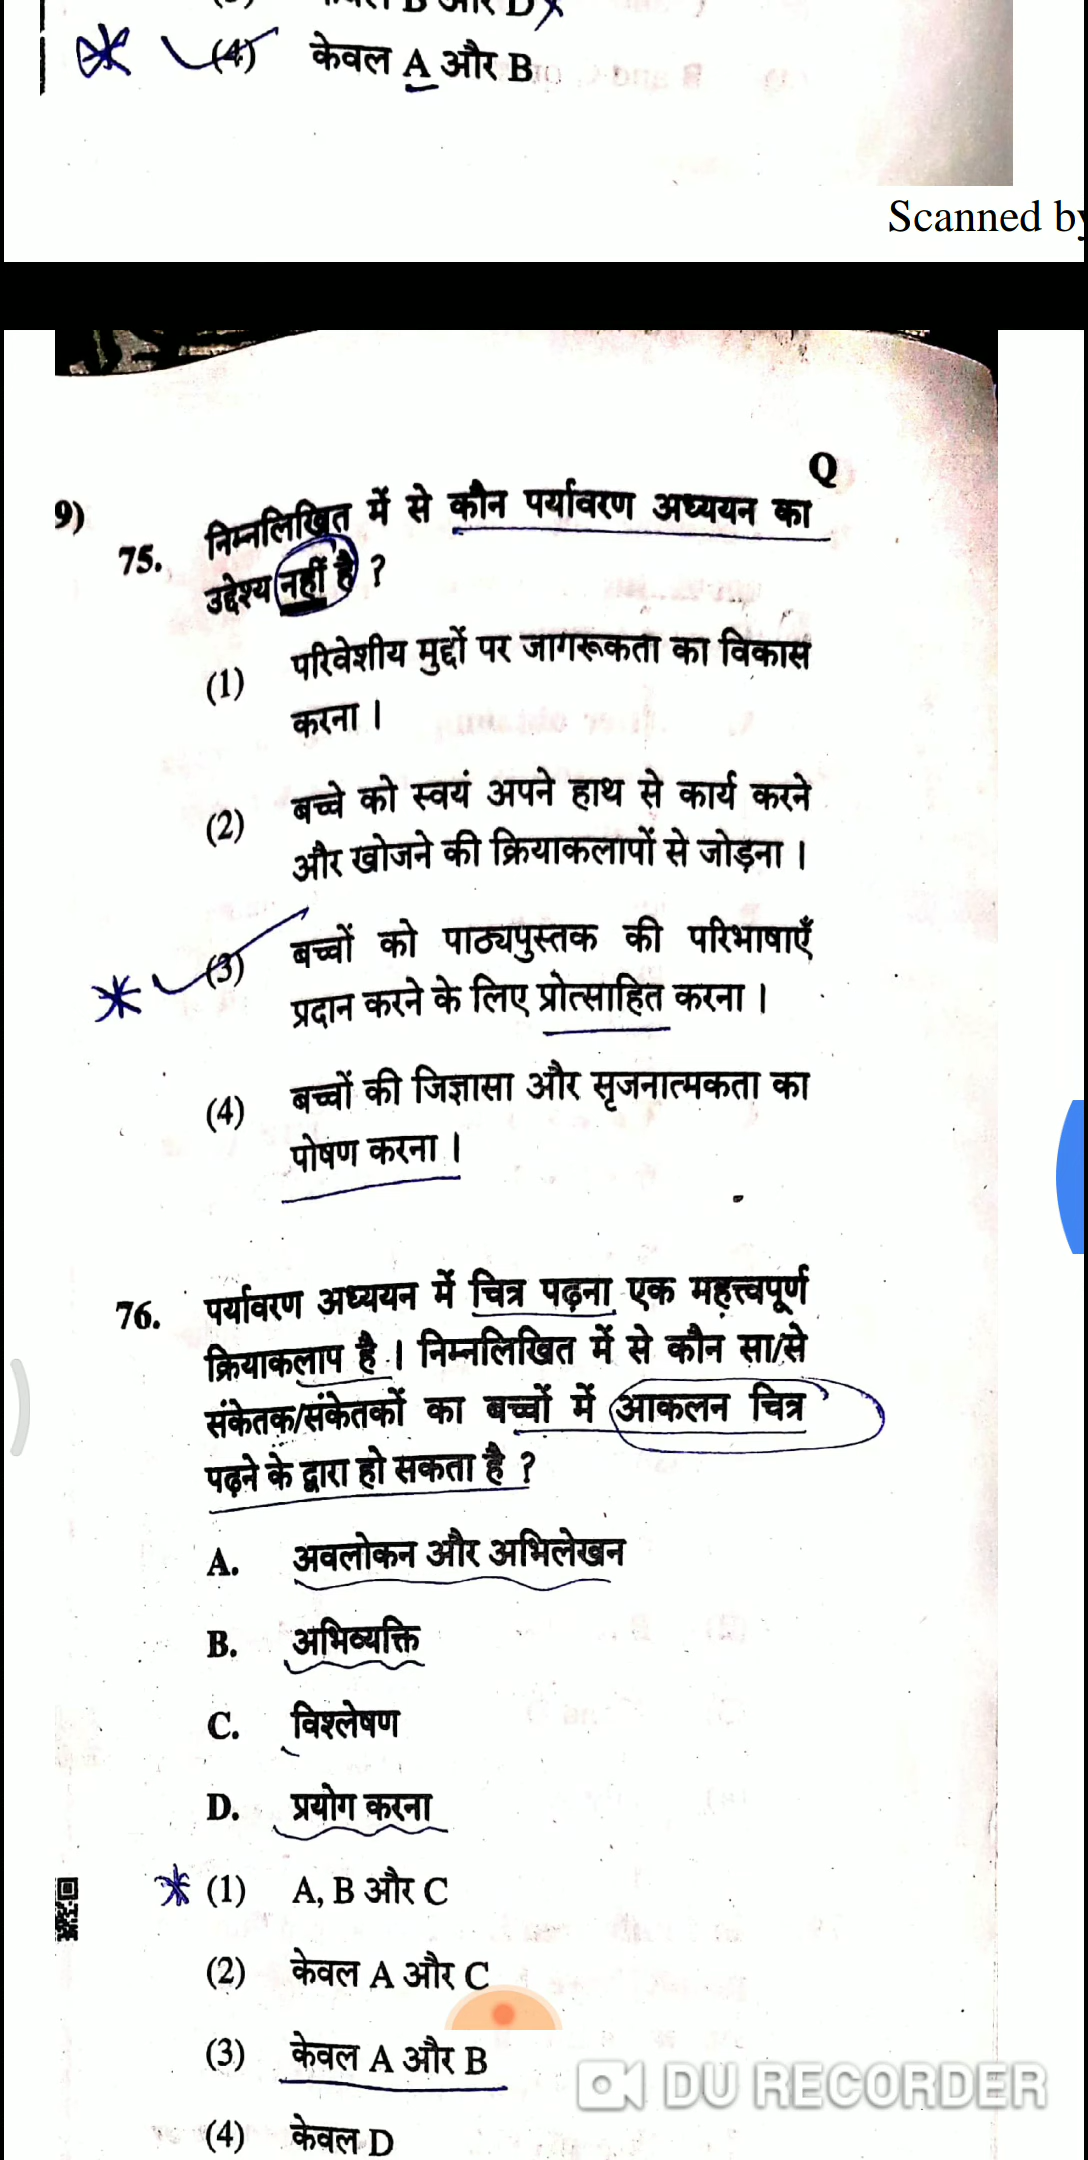 केवल B और D
(4) केवल A और B
Scanned by
Q
9)
75. निम्नलिखित में से कौन पर्यावरण अध्ययन का
उद्देश्य नहीं है ?
(1) परिवेशीय मुद्दों पर जागरूकता का विकास
करना ।
(2) बच्चे को स्वयं अपने हाथ से कार्य करने
और खोजने की क्रियाकलापों से जोड़ना ।
(3) बच्चों को पाठ्यपुस्तक की परिभाषाएँ
प्रदान करने के लिए प्रोत्साहित करना ।
(4) बच्चों की जिज्ञासा और सृजनात्मकता का
पोषण करना ।
76. पर्यावरण अध्ययन में चित्र पढ़ना एक महत्त्वपूर्ण
क्रियाकलाप है । निम्नलिखित में से कौन सा/से
संकेतक/संकेतकों का बच्चों में आकलन चित्र
पढ़ने के द्वारा हो सकता है ?
A. अवलोकन और अभिलेखन
B. अभिव्यक्ति
C. विश्लेषण
D. प्रयोग करना
(1) A, B और C
(2) केवल A और C
(3) केवल A और B
(4) केवल D
DU RECORDER